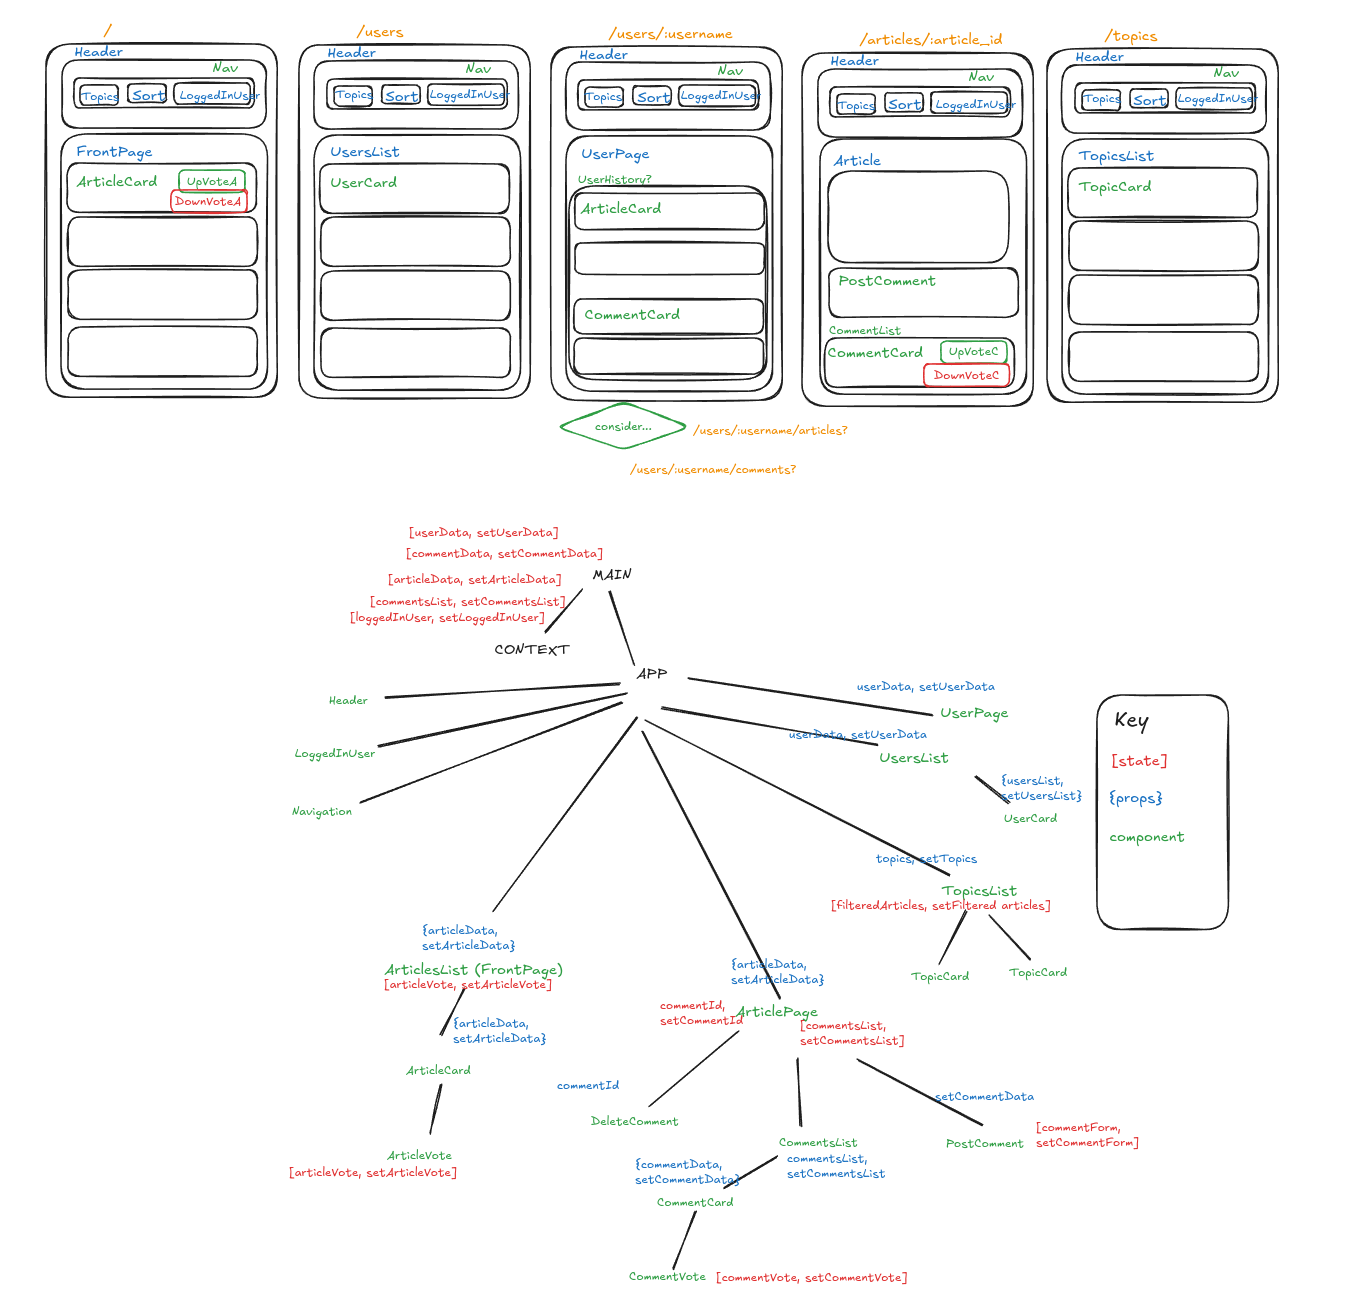 /
Header
Nav
Topics
Sort
LoggedInUser
FrontPage
ArticleCard
UpVoteA
DownVoteA
/users
Header
Nav
Topics
Sort
LoggedInUser
UsersList
UserCard
/users/:username
Header
Nav
Topics
Sort
LoggedInUser
UserPage
UserHistory?
ArticleCard
CommentCard
/articles/:article_id
Header
Nav
Topics
Sort
LoggedInUser
Article
PostComment
CommentList
CommentCard
UpVoteC
DownVoteC
/topics
Header
Nav
Topics
Sort
LoggedInUser
TopicsList
TopicCard
consider...
/users/:username/articles?
/users/:username/comments?
[userData, setUserData]
[commentData, setCommentData]
[articleData, setArticleData]
[commentsList, setCommentsList]
[loggedInUser, setLoggedInUser]
MAIN
CONTEXT
APP
Header
LoggedInUser
Navigation
userData, setUserData
UserPage
userData, setUserData
UsersList
{usersList,
setUsersList}
UserCard
Key
[state]
{props}
component
topics, setTopics
TopicsList
[filteredArticles, setFiltered articles]
TopicCard
TopicCard
{articleData,
setArticleData}
ArticlesList (FrontPage)
[articleVote, setArticleVote]
{articleData,
setArticleData}
ArticleCard
ArticleVote
[articleVote, setArticleVote]
{articleData,
setArticleData}
ArticlePage
commentId,
setCommentId
[commentsList,
setCommentsList]
commentId
DeleteComment
CommentsList
commentsList,
setCommentsList
setCommentData
PostComment
[commentForm,
setCommentForm]
{commentData,
setCommentData}
CommentCard
CommentVote
[commentVote, setCommentVote]